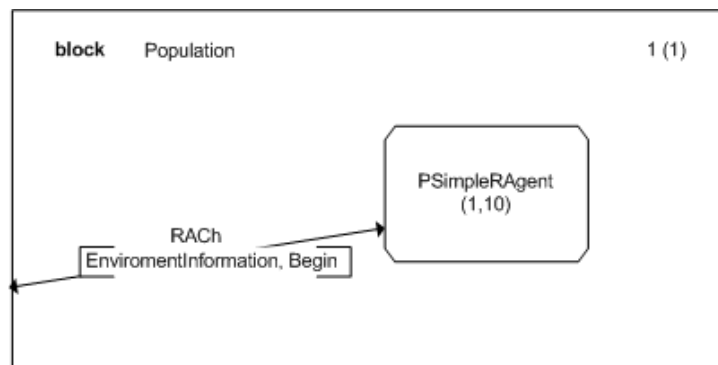 block Population 1 (1)
PSimpleRAgent
(1,10)
RACh
EnviromentInformation, Begin